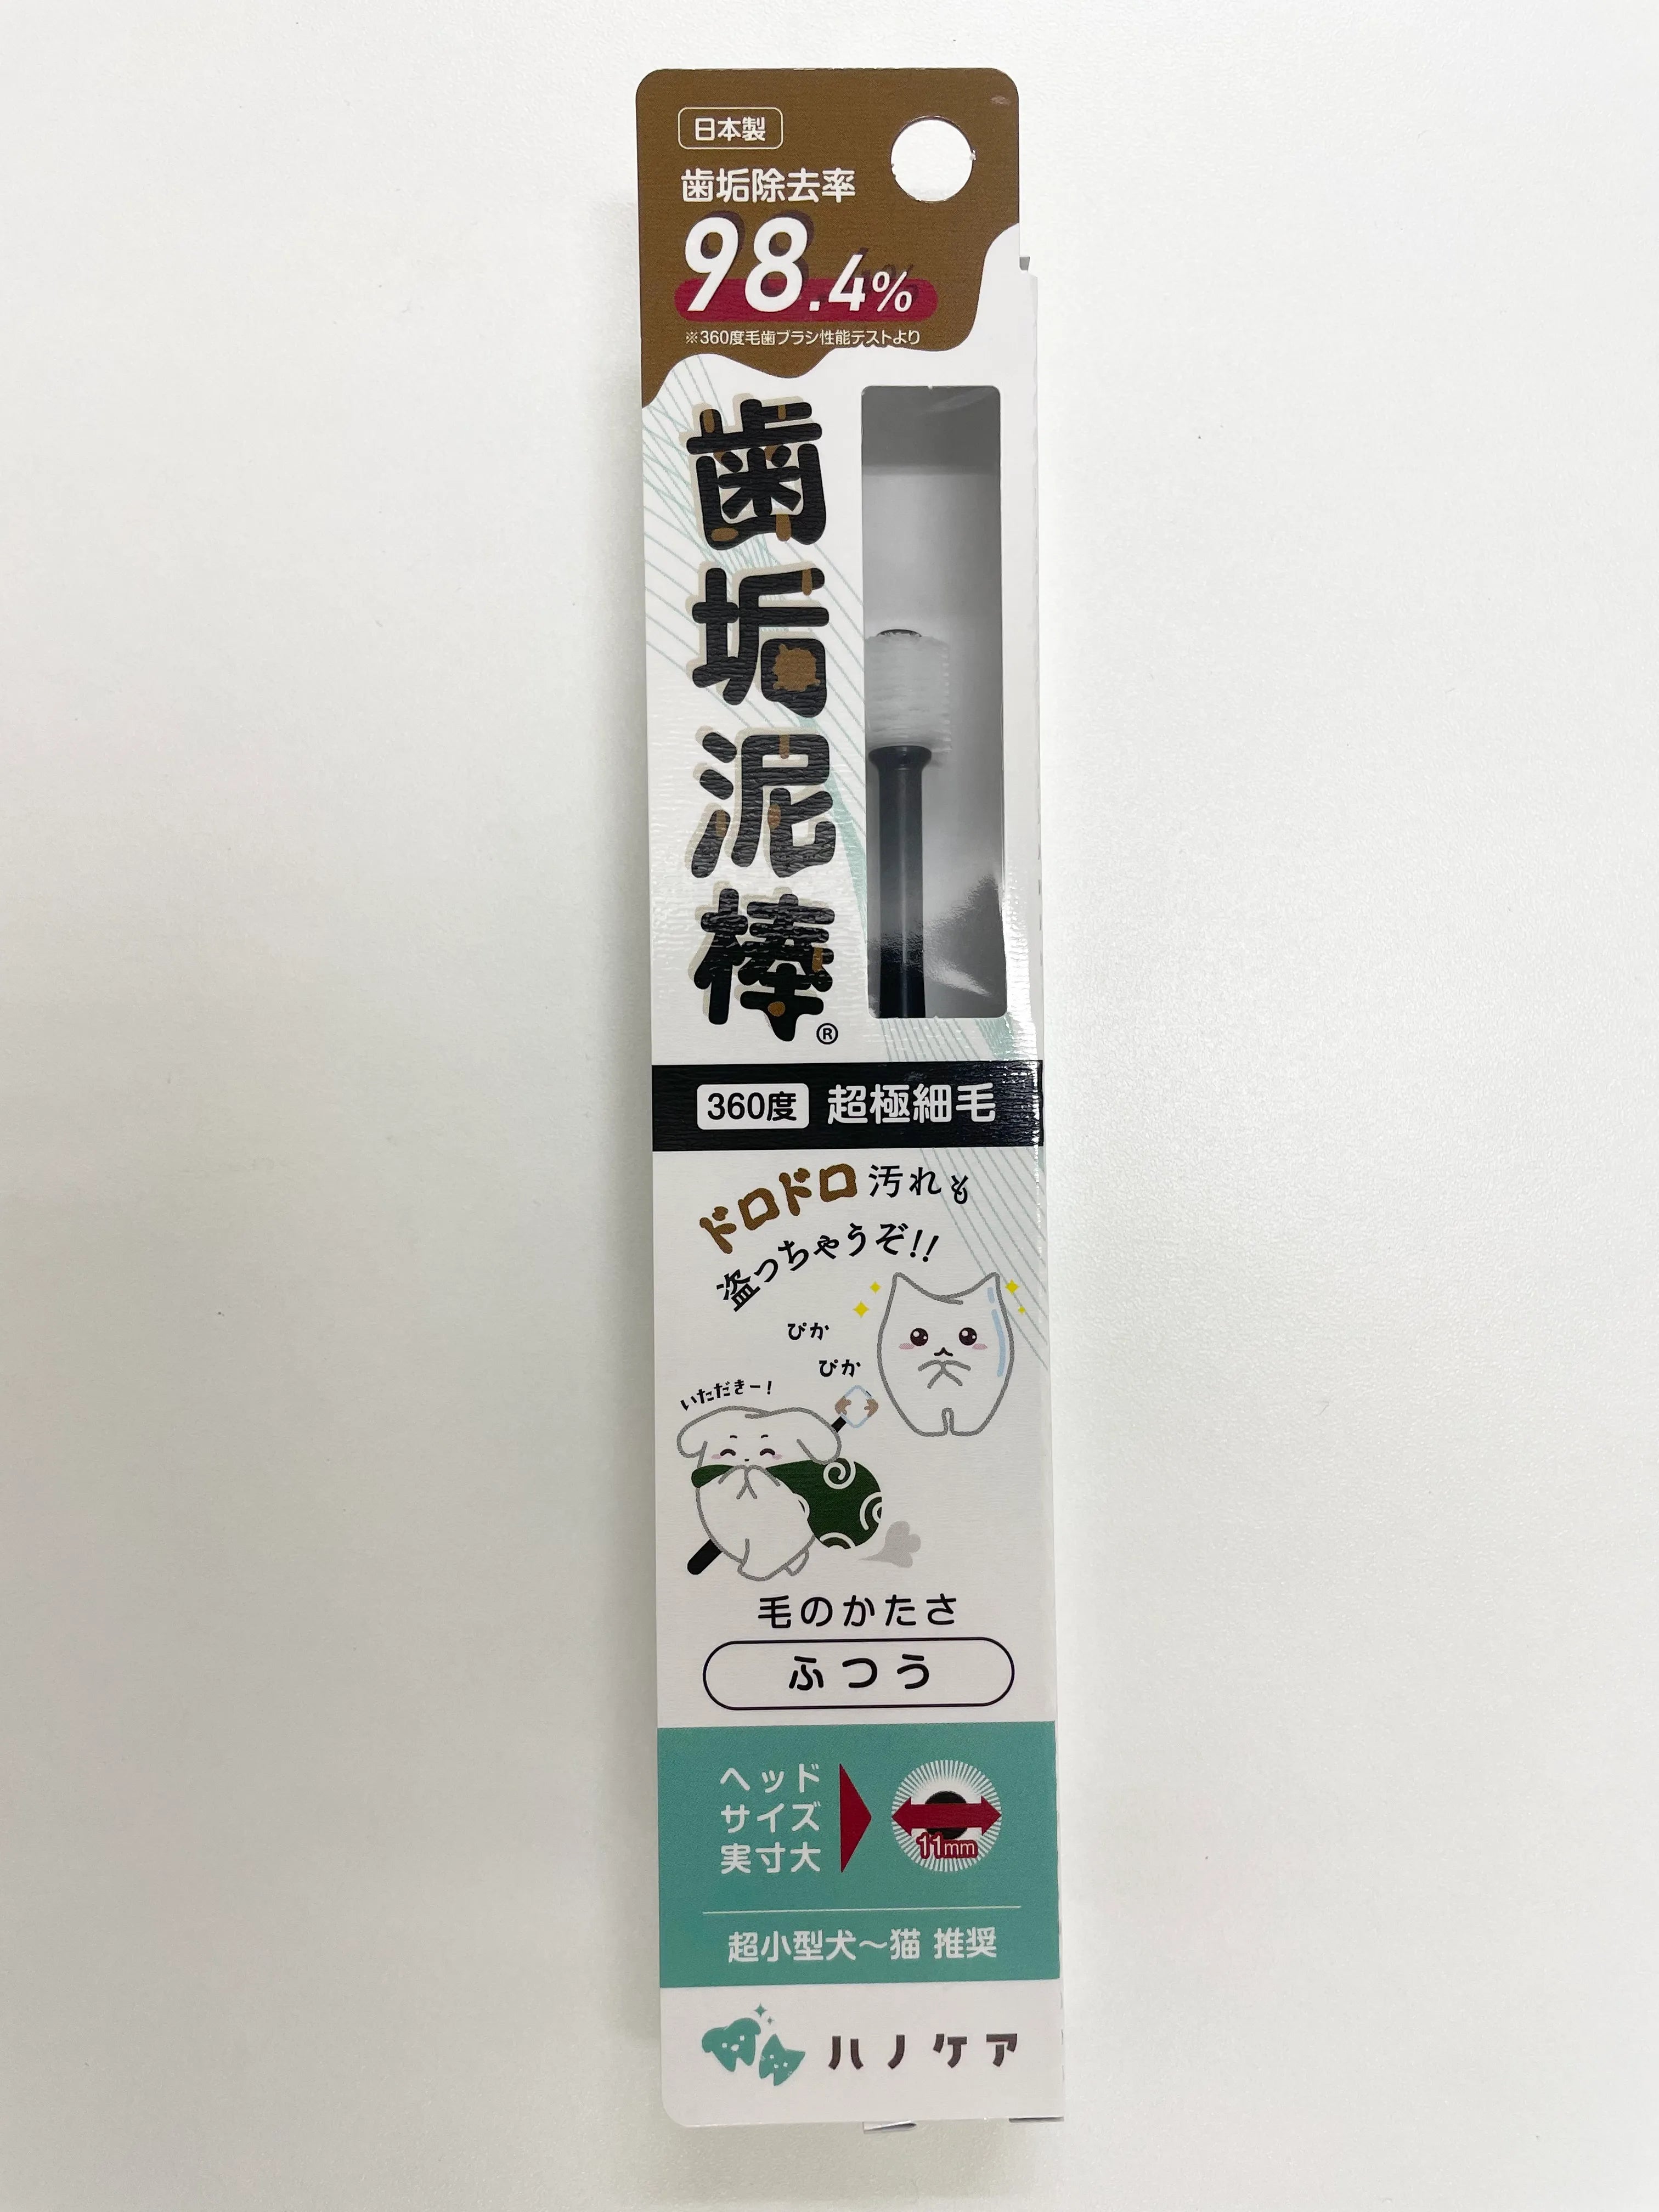 日本製
歯垢除去率
98.4%
※360度毛歯ブラシ性能テストより
歯垢泥棒®
360度 超極細毛
ドロドロ汚れも
盗っちゃうぞ!!
ぴか
ぴか
いただきー!
毛のかたさ
ふつう
ヘッド
サイズ
実寸大
11mm
超小型犬〜猫 推奨
ハノケア